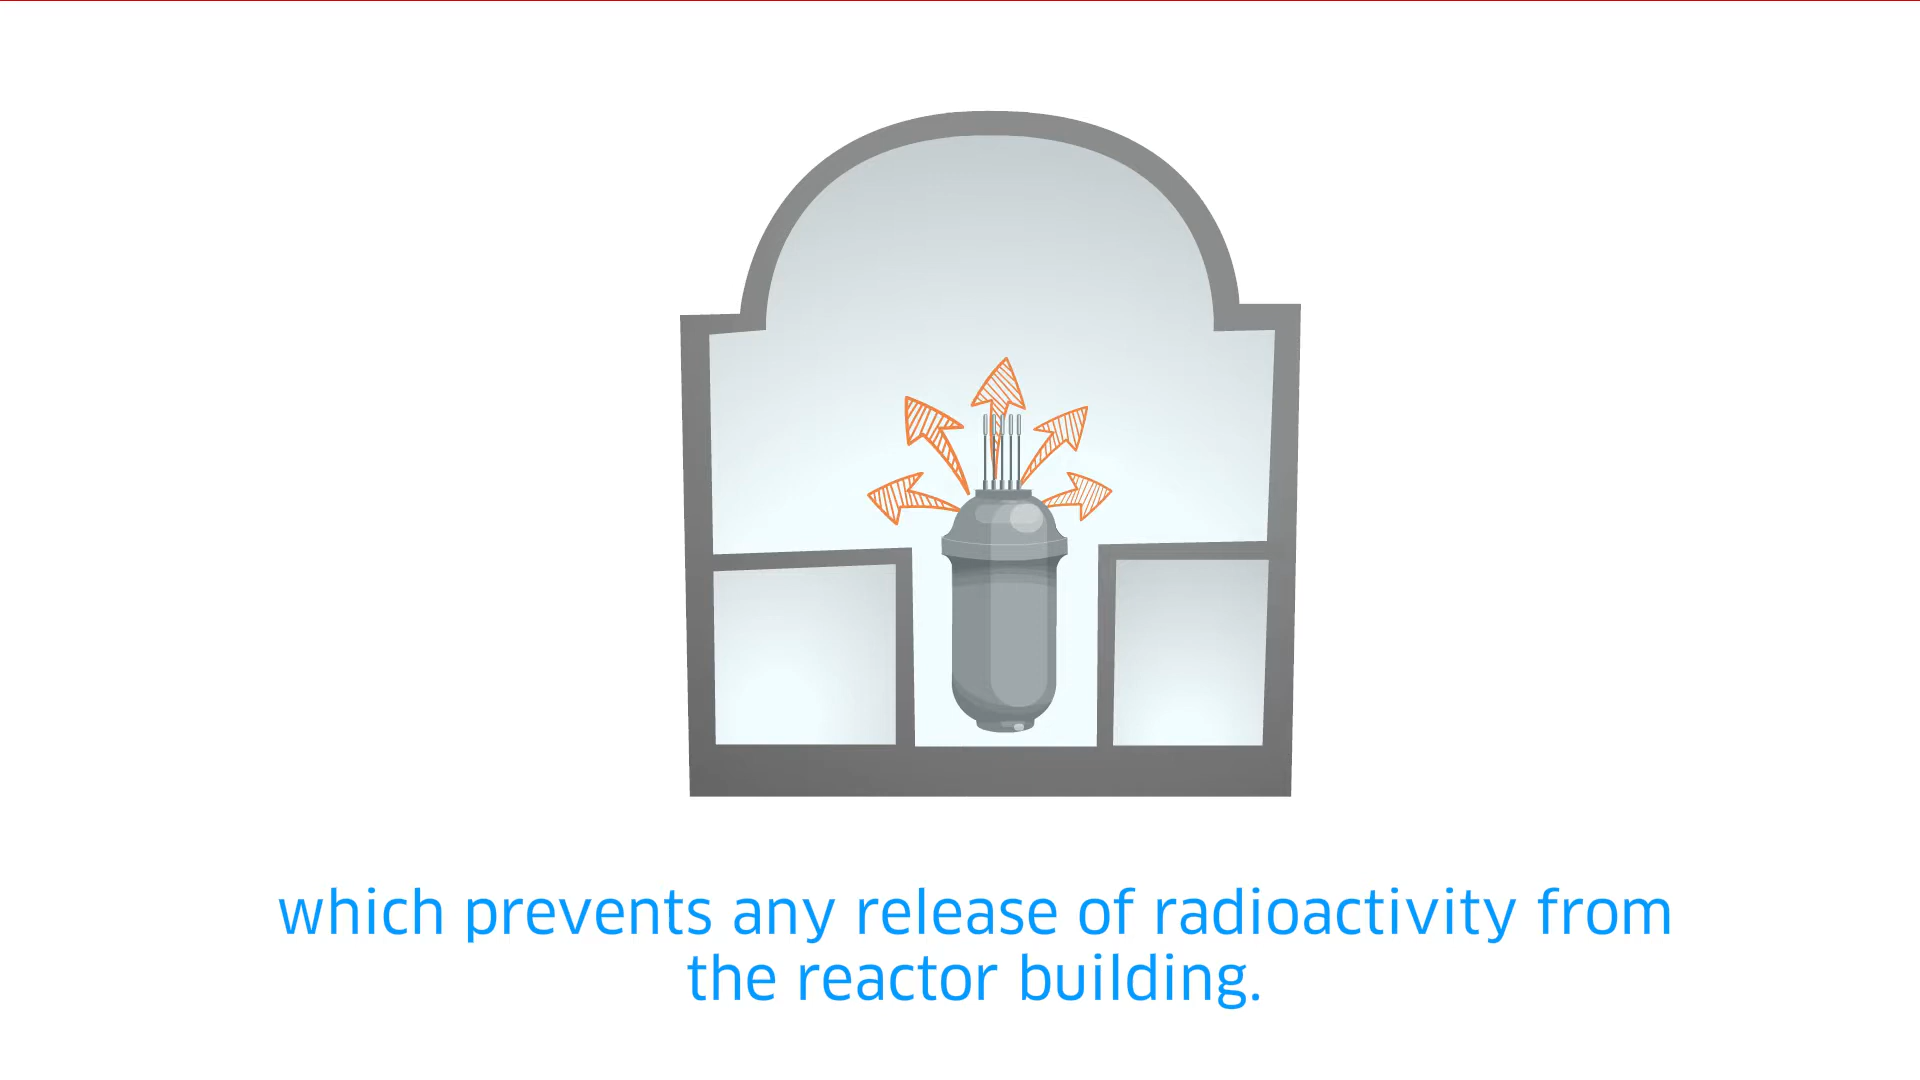 which prevents any release of radioactivity from
the reactor building.